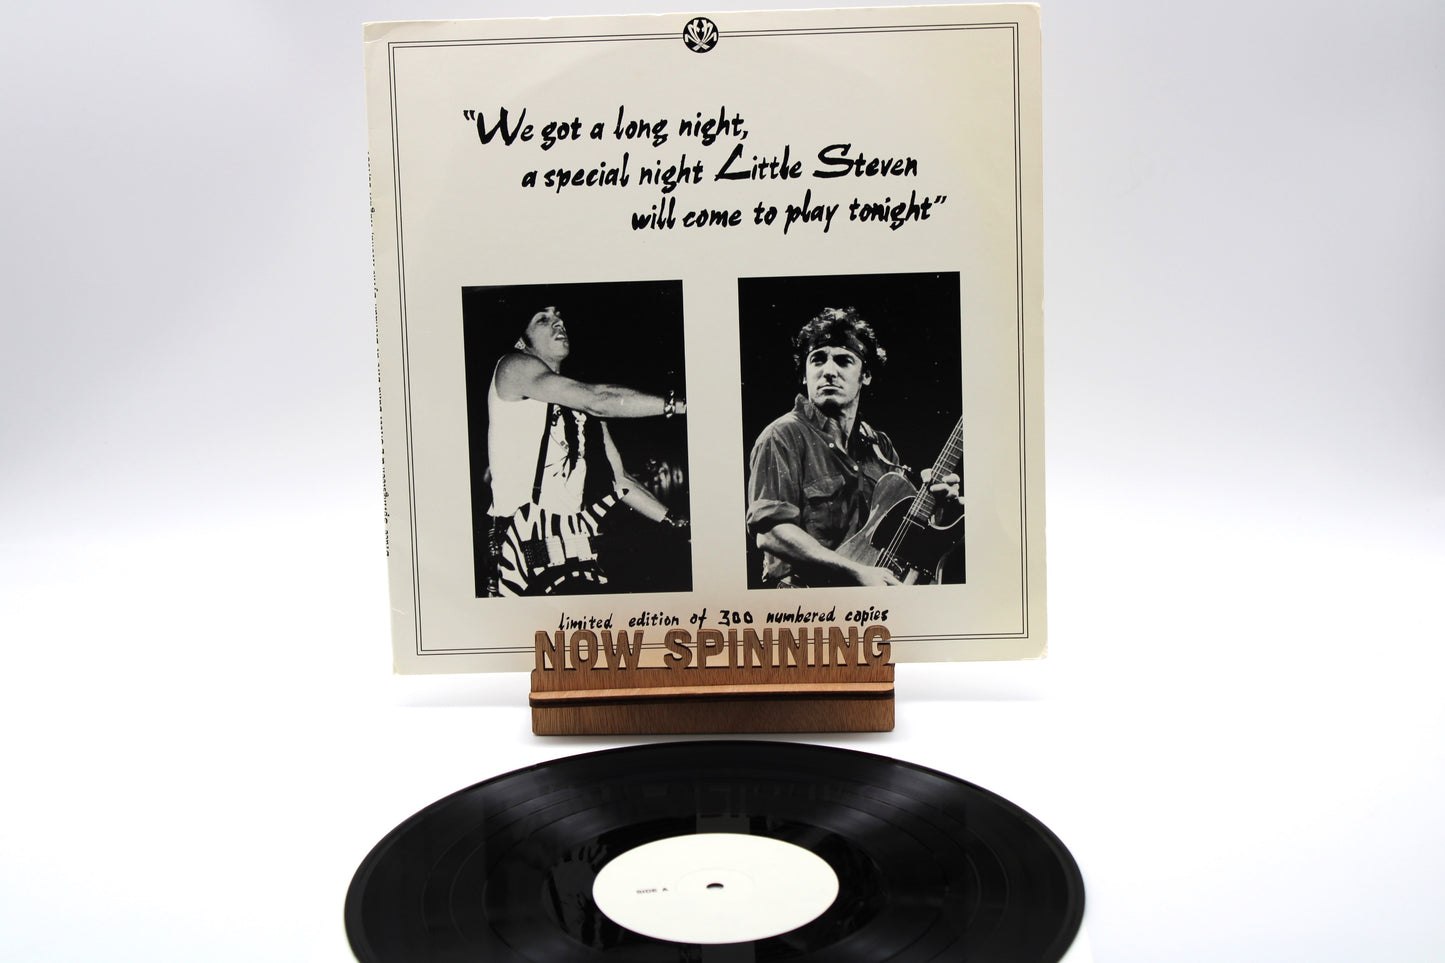 "We got a long night,
a special night Little Steven
will come to play tonight"
limited edition of 300 numbered copies
NOW SPINNING
SIDE A